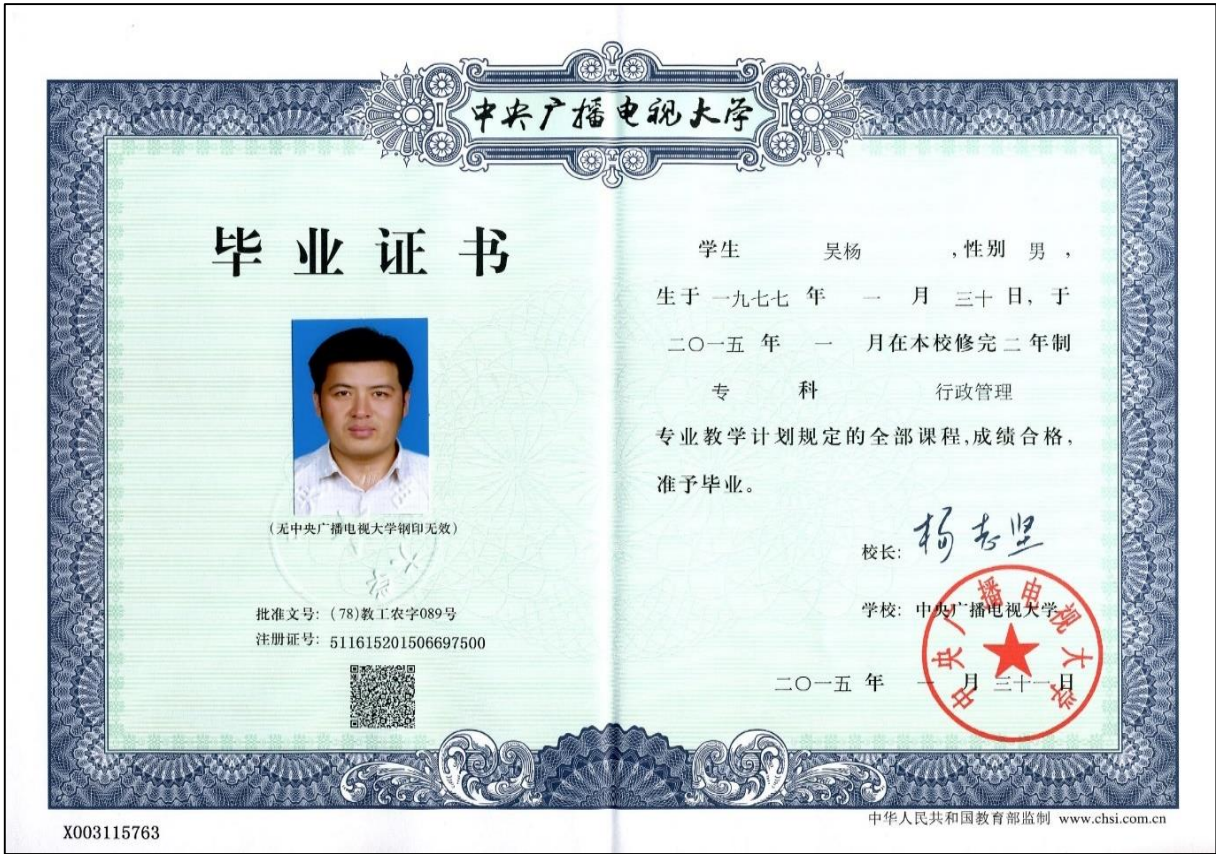 中央广播电视大学
毕业证书
(无中央广播电视大学钢印无效)
批准文号: (78)教工农字089号
注册证号: 511615201506697500
学生 吴杨 ,性别 男 ,
生于 一九七七 年 一 月 三十 日, 于
二〇一五 年 一 月在本校修完 二 年制
专 科 行政管理
专业教学计划规定的全部课程,成绩合格,
准予毕业。
校长: 杨志坚
学校: 中央广播电视大学
二〇一五 年 一 月 三十一 日
中央广播电视大学
X003115763
中华人民共和国教育部监制 www.chsi.com.cn